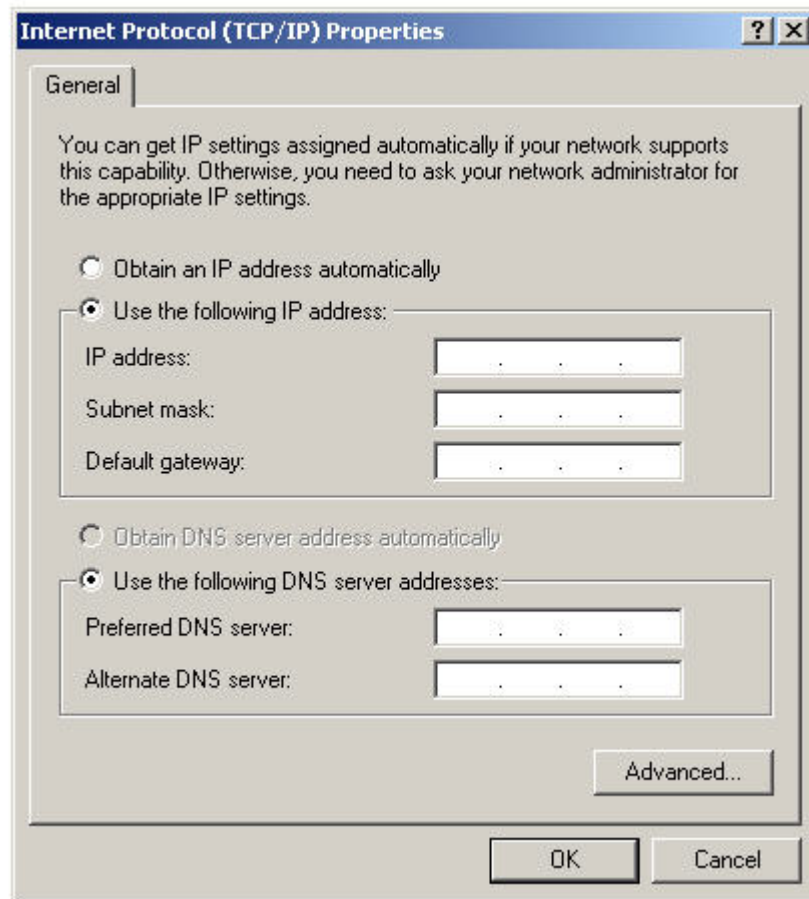 Internet Protocol (TCP/IP) Properties
General
You can get IP settings assigned automatically if your network supports
this capability. Otherwise, you need to ask your network administrator for
the appropriate IP settings.
Obtain an IP address automatically
Use the following IP address:
IP address: . . .
Subnet mask: . . .
Default gateway: . . .
Obtain DNS server address automatically
Use the following DNS server addresses:
Preferred DNS server: . . .
Alternate DNS server: . . .
Advanced...
OK Cancel